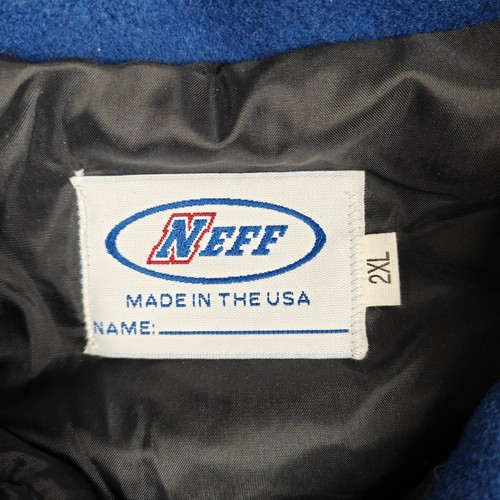 NEFF
MADE IN THE USA
NAME:
2XL